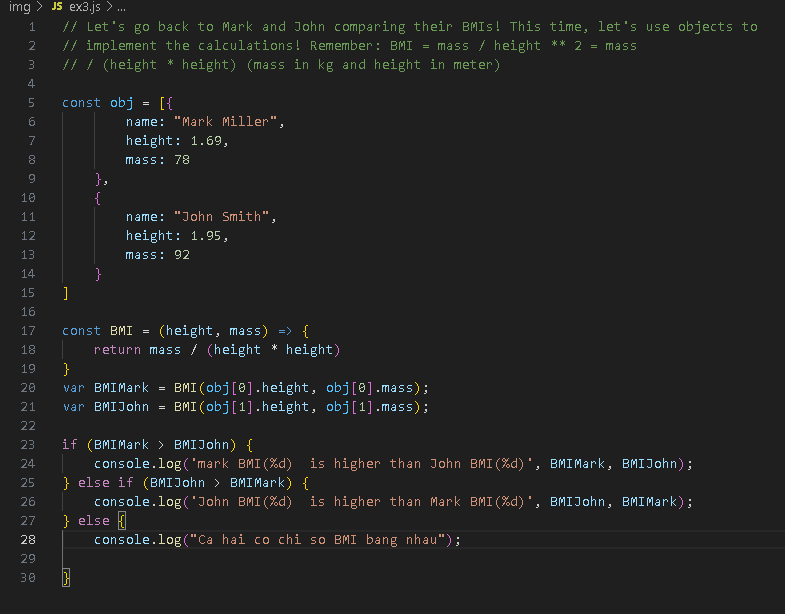 img > JS ex3.js > ...
1 // Let's go back to Mark and John comparing their BMIs! This time, let's use objects to
2 // implement the calculations! Remember: BMI = mass / height ** 2 = mass
3 // / (height * height) (mass in kg and height in meter)
4
5 const obj = [{
6 name: "Mark Miller",
7 height: 1.69,
8 mass: 78
9 },
10 {
11 name: "John Smith",
12 height: 1.95,
13 mass: 92
14 }
15 ]
16
17 const BMI = (height, mass) => {
18 return mass / (height * height)
19 }
20 var BMIMark = BMI(obj[0].height, obj[0].mass);
21 var BMIJohn = BMI(obj[1].height, obj[1].mass);
22
23 if (BMIMark > BMIJohn) {
24 console.log('mark BMI(%d)  is higher than John BMI(%d)', BMIMark, BMIJohn);
25 } else if (BMIJohn > BMIMark) {
26 console.log('John BMI(%d)  is higher than Mark BMI(%d)', BMIJohn, BMIMark);
27 } else {
28 console.log("Ca hai co chi so BMI bang nhau");
29
30 }